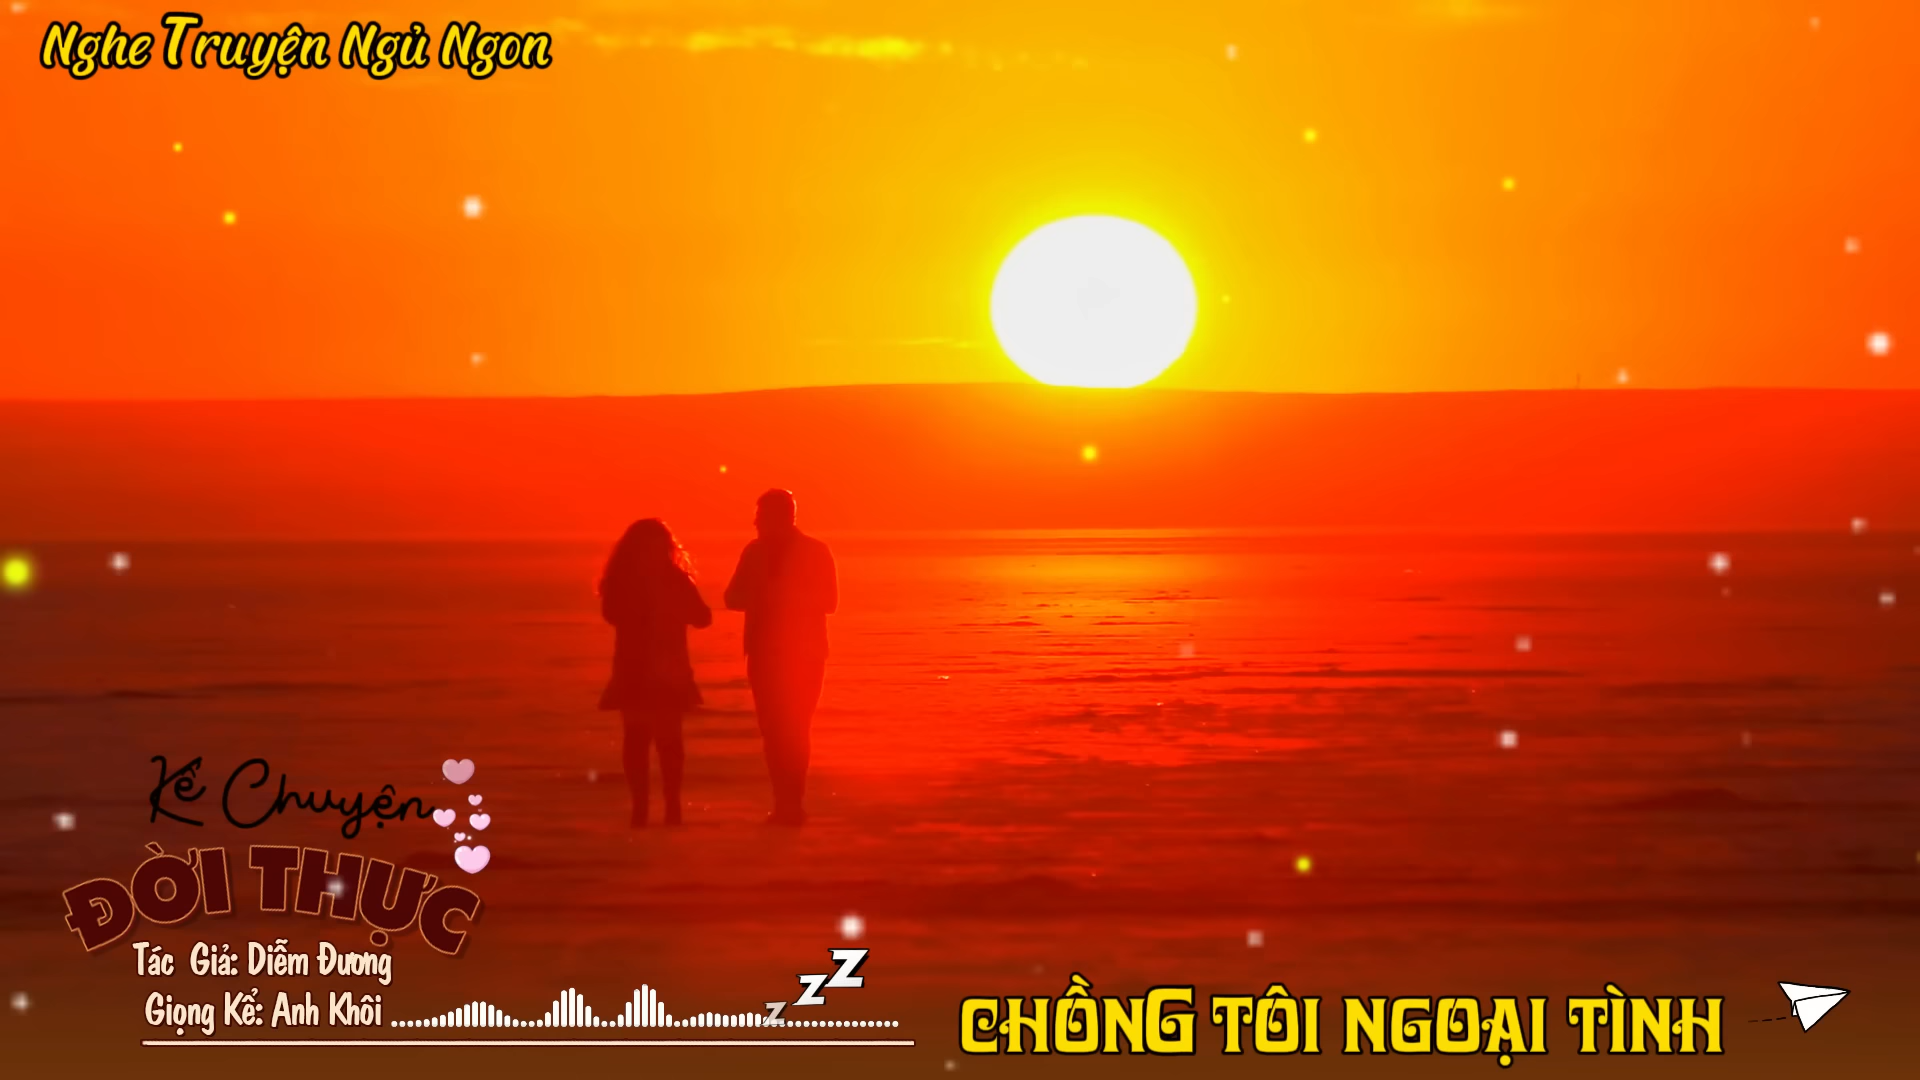 Nghe Truyện Ngủ Ngon
Kể Chuyện
ĐỜI THỰC
Tác Giả: Diễm Đương
Giọng Kể: Anh Khôi
z z Z
CHỒNG TÔI NGOẠI TÌNH